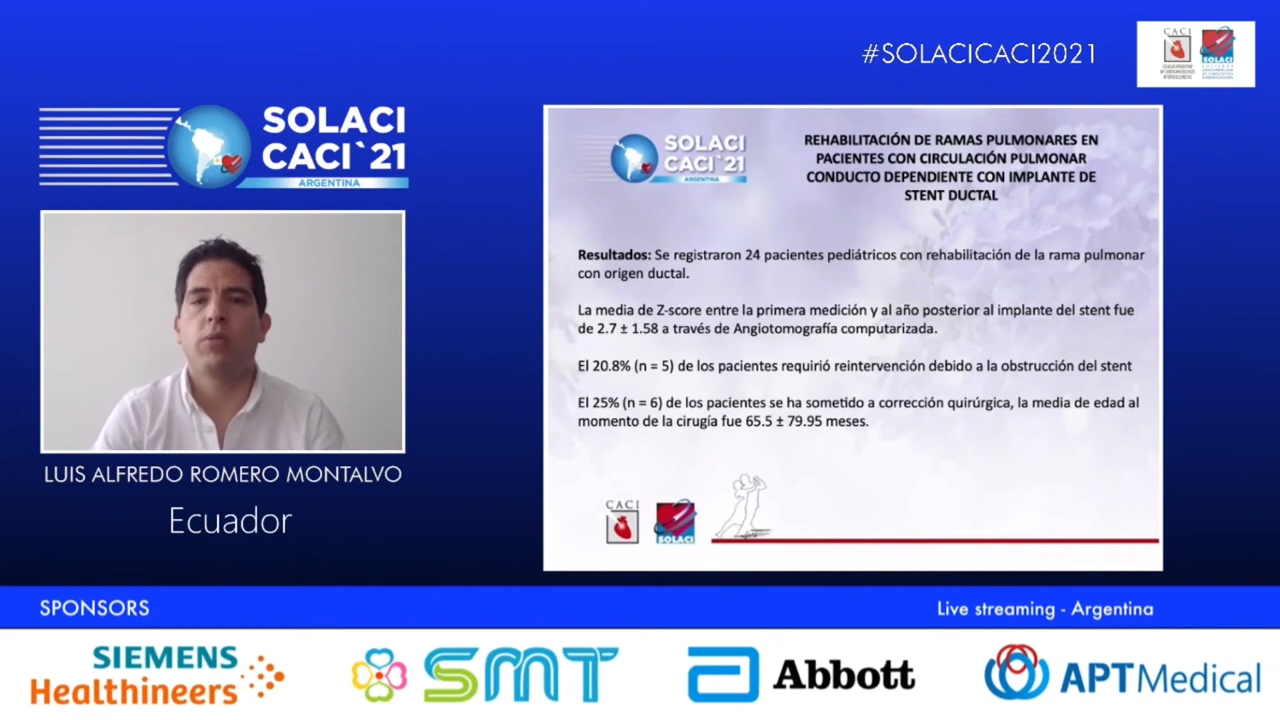 #SOLACICACI2021
CACI
SOLACI
SOLACI
CACI`21
ARGENTINA
LUIS ALFREDO ROMERO MONTALVO
Ecuador
SOLACI
CACI`21
ARGENTINA
REHABILITACIÓN DE RAMAS PULMONARES EN
PACIENTES CON CIRCULACIÓN PULMONAR
CONDUCTO DEPENDIENTE CON IMPLANTE DE
STENT DUCTAL
Resultados: Se registraron 24 pacientes pediátricos con rehabilitación de la rama pulmonar
con origen ductal.
La media de Z-score entre la primera medición y al año posterior al implante del stent fue
de 2.7 ± 1.58 a través de Angiotomografía computarizada.
El 20.8% (n = 5) de los pacientes requirió reintervención debido a la obstrucción del stent
El 25% (n = 6) de los pacientes se ha sometido a corrección quirúrgica, la media de edad al
momento de la cirugía fue 65.5 ± 79.95 meses.
CACI
SOLACI
SPONSORS
Live streaming - Argentina
SIEMENS
Healthineers
SMT
Abbott
APTMedical